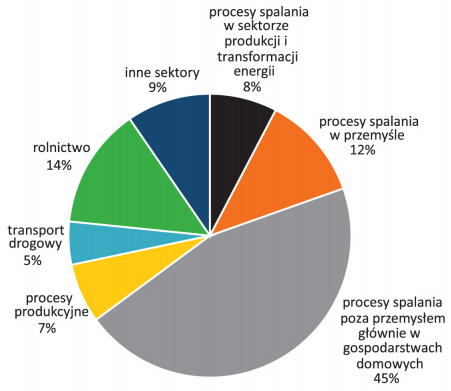 procesy spalania
w sektorze
produkcji i
transformacji
energii
8%
procesy spalania
w przemyśle
12%
procesy spalania
poza przemysłem
głównie w
gospodarstwach
domowych
45%
procesy
produkcyjne
7%
transport
drogowy
5%
rolnictwo
14%
inne sektory
9%